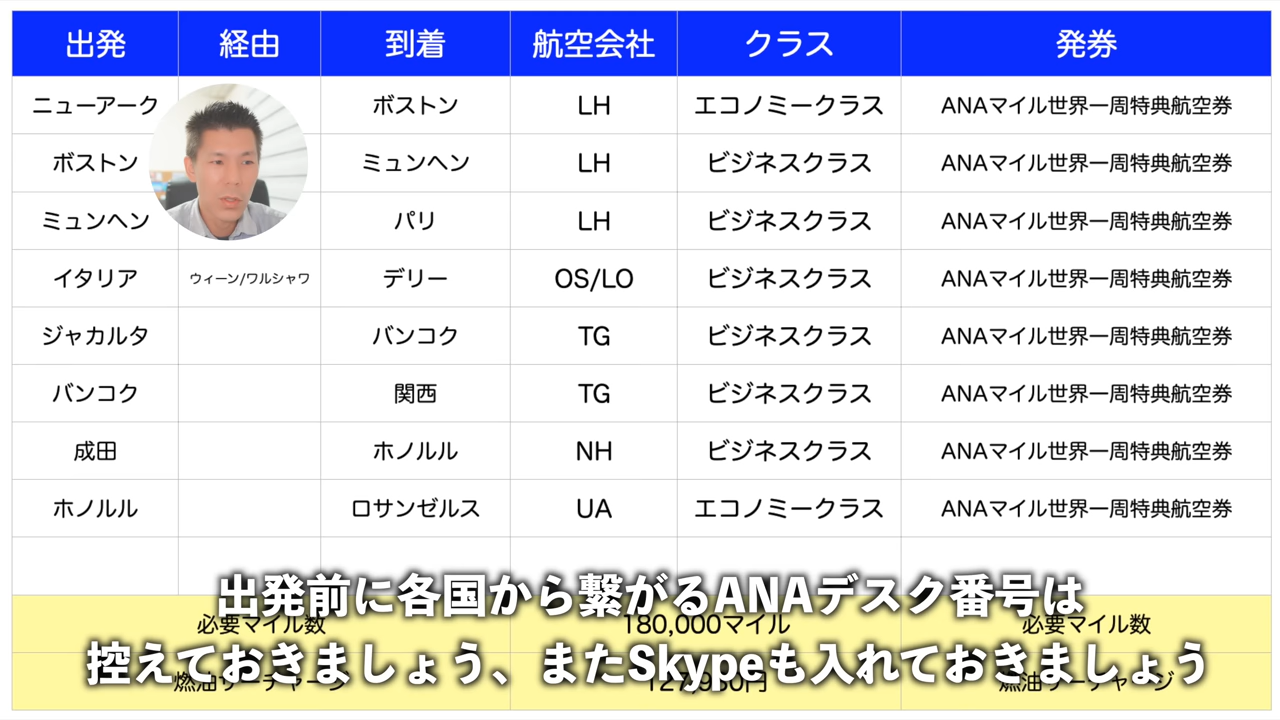 出発 経由 到着 航空会社 クラス 発券
ニューアーク ボストン LH エコノミークラス ANAマイル世界一周特典航空券
ボストン ミュンヘン LH ビジネスクラス ANAマイル世界一周特典航空券
ミュンヘン パリ LH ビジネスクラス ANAマイル世界一周特典航空券
イタリア ウィーン/ワルシャワ デリー OS/LO ビジネスクラス ANAマイル世界一周特典航空券
ジャカルタ バンコク TG ビジネスクラス ANAマイル世界一周特典航空券
バンコク 関西 TG ビジネスクラス ANAマイル世界一周特典航空券
成田 ホノルル NH ビジネスクラス ANAマイル世界一周特典航空券
ホノルル ロサンゼルス UA エコノミークラス ANAマイル世界一周特典航空券
出発前に各国から繋がるANAデスク番号は
必要マイル数 180,000マイル 必要マイル数
控えておきましょう、またSkypeも入れておきましょう
燃油サーチャージ 燃油サーチャージ